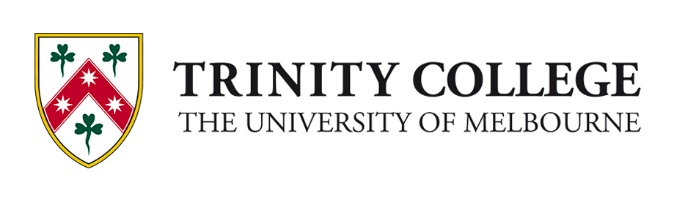 TRINITY COLLEGE
THE UNIVERSITY OF MELBOURNE